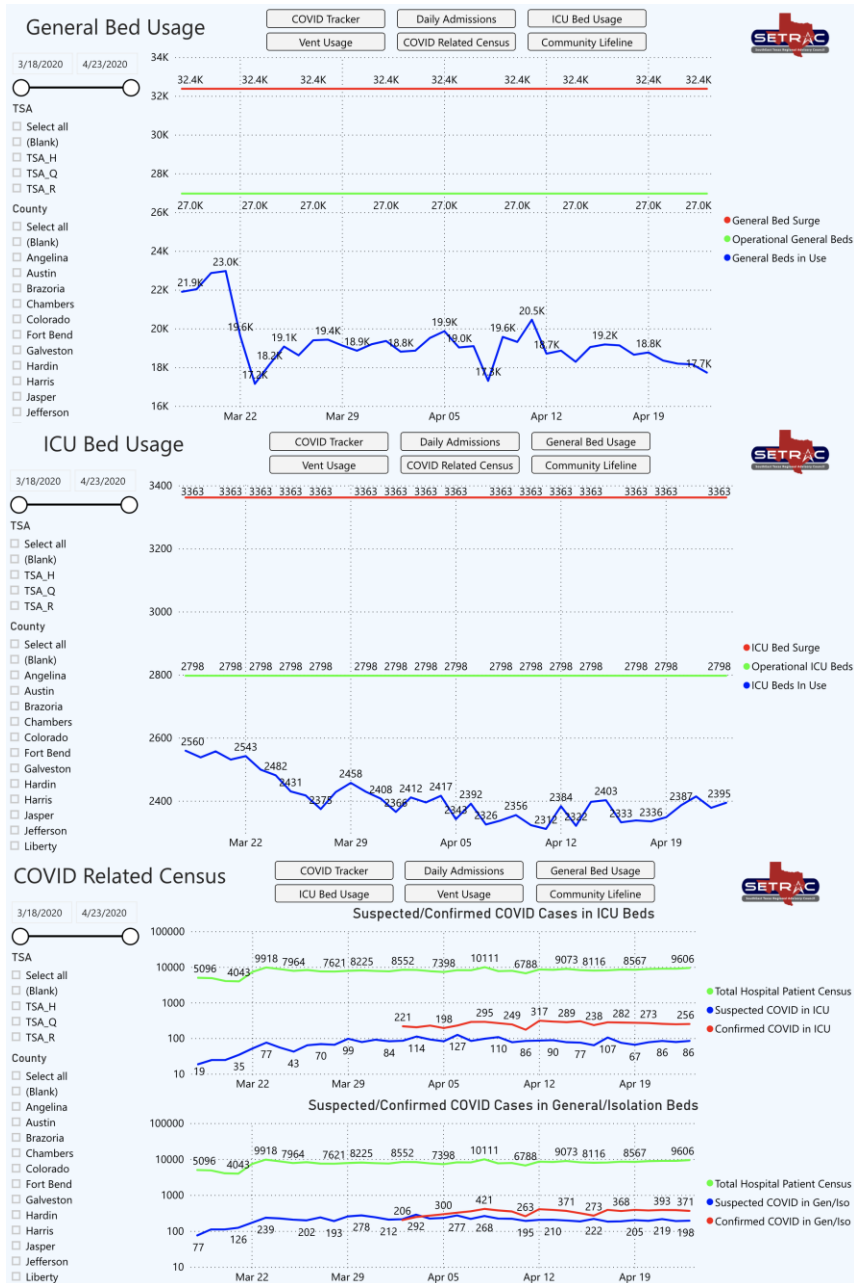 General Bed Usage
COVID Tracker Daily Admissions ICU Bed Usage
Vent Usage COVID Related Census Community Lifeline
SETRAC
3/18/2020 4/23/2020
TSA
Select all
(Blank)
TSA_H
TSA_Q
TSA_R
County
Select all
(Blank)
Angelina
Austin
Brazoria
Chambers
Colorado
Fort Bend
Galveston
Hardin
Harris
Jasper
Jefferson
34K
32.4K 32.4K 32.4K 32.4K 32.4K 32.4K 32.4K 32.4K 32.4K
32K
30K
28K
27.0K 27.0K 27.0K 27.0K 27.0K 27.0K 27.0K 27.0K 27.0K
26K
24K
22K
20K
18K
16K
21.9K 23.0K 19.6K 17.2K 18.2K 19.1K 19.4K 18.9K 18.8K 19.9K 19.0K 17.3K 19.6K 20.5K 18.7K 19.2K 18.8K 17.7K
Mar 22 Mar 29 Apr 05 Apr 12 Apr 19
General Bed Surge
Operational General Beds
General Beds in Use
ICU Bed Usage
COVID Tracker Daily Admissions General Bed Usage
Vent Usage COVID Related Census Community Lifeline
SETRAC
3/18/2020 4/23/2020
TSA
Select all
(Blank)
TSA_H
TSA_Q
TSA_R
County
Select all
(Blank)
Angelina
Austin
Brazoria
Chambers
Colorado
Fort Bend
Galveston
Hardin
Harris
Jasper
Jefferson
Liberty
3400
3363 3363 3363 3363 3363 3363 3363 3363 3363 3363 3363 3363 3363 3363 3363
3200
3000
2800
2798 2798 2798 2798 2798 2798 2798 2798 2798 2798 2798 2798 2798 2798 2798
2600
2400
2560 2543 2482 2431 2375 2458 2408 2366 2412 2417 2343 2392 2326 2356 2312 2384 2322 2403 2333 2336 2387 2395
Mar 22 Mar 29 Apr 05 Apr 12 Apr 19
ICU Bed Surge
Operational ICU Beds
ICU Beds In Use
COVID Related Census
COVID Tracker Daily Admissions General Bed Usage
ICU Bed Usage Vent Usage Community Lifeline
SETRAC
3/18/2020 4/23/2020
TSA
Select all
(Blank)
TSA_H
TSA_Q
TSA_R
County
Select all
(Blank)
Angelina
Austin
Brazoria
Chambers
Colorado
Fort Bend
Galveston
Hardin
Harris
Jasper
Jefferson
Liberty
Suspected/Confirmed COVID Cases in ICU Beds
100000
10000
1000
100
10
5096 4043 9918 7964 7621 8225 8552 7398 10111 6788 9073 8116 8567 9606
221 198 295 249 317 289 238 282 273 256
19 35 77 43 70 99 84 114 127 110 86 90 77 107 67 86 86
Mar 22 Mar 29 Apr 05 Apr 12 Apr 19
Total Hospital Patient Census
Suspected COVID in ICU
Confirmed COVID in ICU
Suspected/Confirmed COVID Cases in General/Isolation Beds
100000
10000
1000
100
10
5096 4043 9918 7964 7621 8225 8552 7398 10111 6788 9073 8116 8567 9606
206 300 421 263 371 273 368 393 371
77 126 239 202 193 278 212 292 277 268 195 210 222 205 219 198
Mar 22 Mar 29 Apr 05 Apr 12 Apr 19
Total Hospital Patient Census
Suspected COVID in Gen/Iso
Confirmed COVID in Gen/Iso